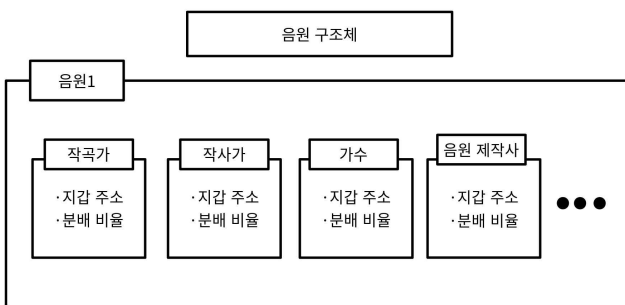 음원 구조체
음원1
작곡가
·지갑 주소
·분배 비율
작사가
·지갑 주소
·분배 비율
가수
·지갑 주소
·분배 비율
음원 제작사
·지갑 주소
·분배 비율
●●●